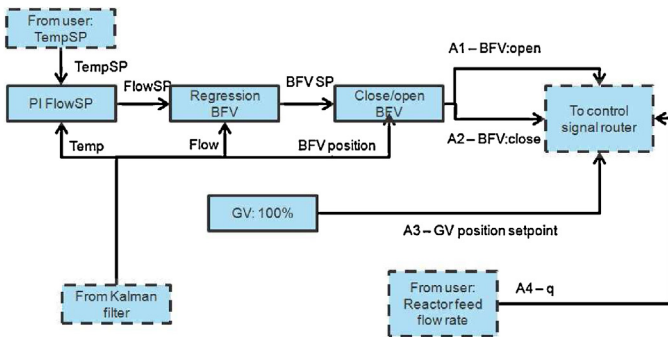 From user:
TempSP
TempSP
FlowSP
BFV SP
A1 – BFV:open
PI FlowSP
Regression
BFV
Close/open
BFV
To control
signal router
Temp
Flow
BFV position
A2 – BFV:close
GV: 100%
A3 – GV position setpoint
From Kalman
filter
From user:
Reactor feed
flow rate
A4 – q